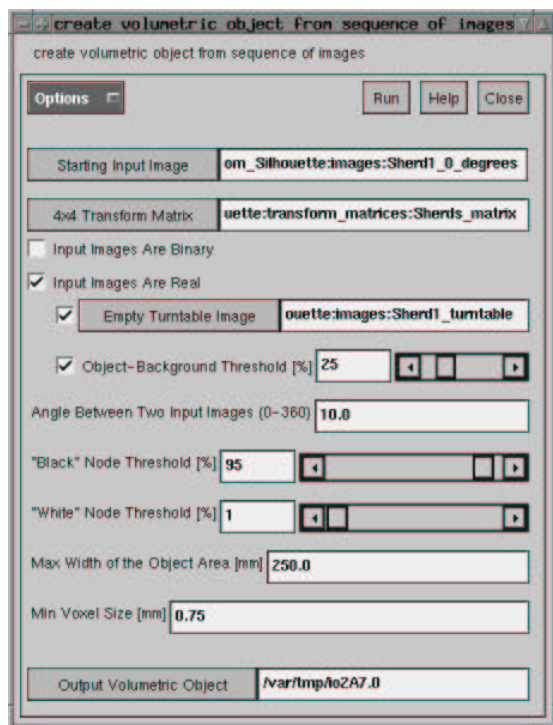 create volumetric object from sequence of images
create volumetric object from sequence of images
Options Run Help Close
Starting Input Image om_Silhouette:images:Sherd1_0_degrees
4x4 Transform Matrix uette:transform_matrices:Sherds_matrix
Input Images Are Binary
Input Images Are Real
Empty Turntable Image ouette:images:Sherd1_turntable
Object-Background Threshold [%] 25
Angle Between Two Input Images (0-360) 10.0
"Black" Node Threshold [%] 95
"White" Node Threshold [%] 1
Max Width of the Object Area [mm] 250.0
Min Voxel Size [mm] 0.75
Output Volumetric Object /var/tmp/io2A7.0